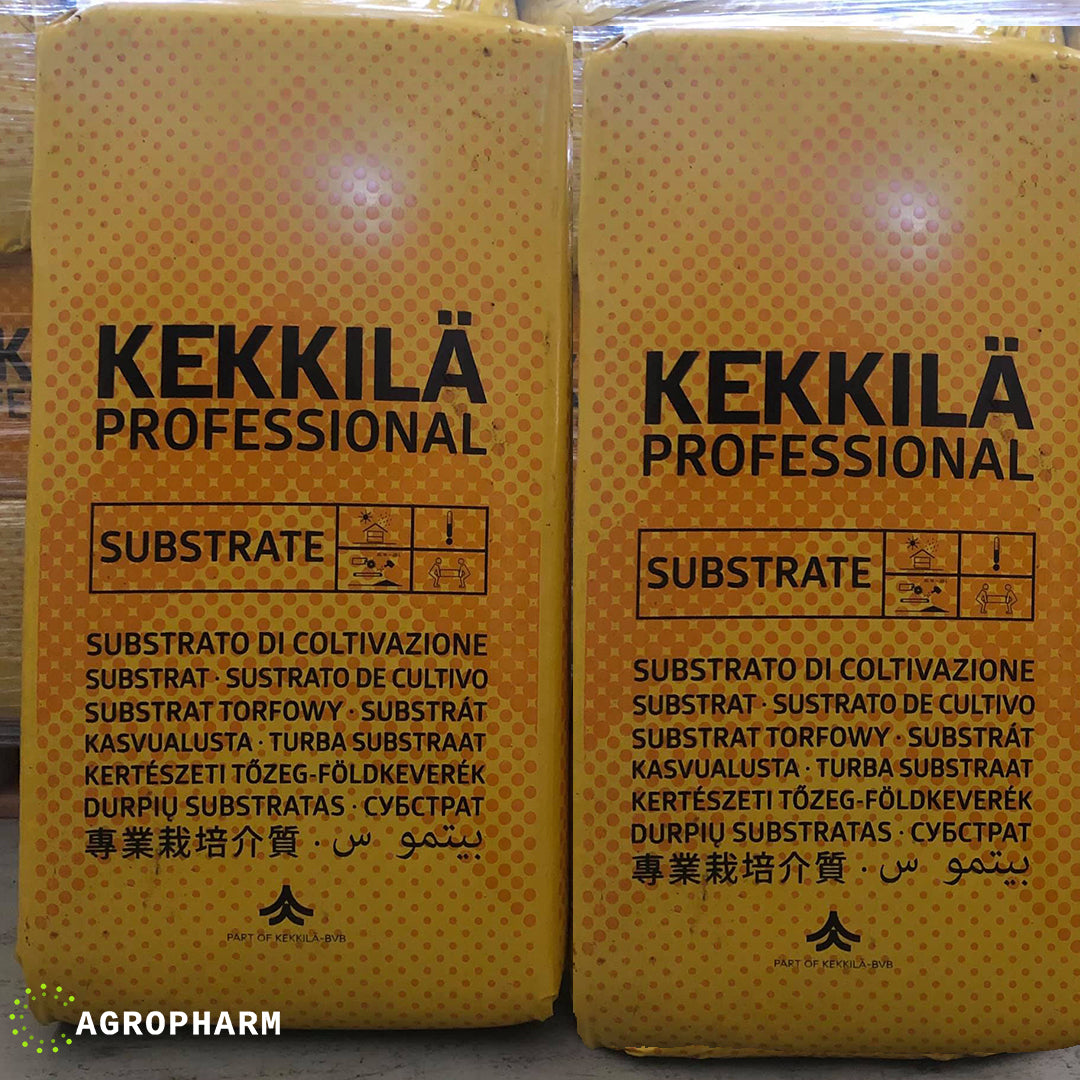 KEKKILÄ
PROFESSIONAL
SUBSTRATE
SUBSTRATO DI COLTIVAZIONE
SUBSTRAT · SUSTRATO DE CULTIVO
SUBSTRAT TORFOWY · SUBSTRÁT
KASVUALUSTA · TURBA SUBSTRAAT
KERTÉSZETI TŐZEG-FÖLDKEVERÉK
DURPIŲ SUBSTRATAS · СУБСТРАТ
專業栽培介質 · بيتمو س
PART OF KEKKILÄ-BVB
KEKKILÄ
PROFESSIONAL
SUBSTRATE
SUBSTRATO DI COLTIVAZIONE
SUBSTRAT · SUSTRATO DE CULTIVO
SUBSTRAT TORFOWY · SUBSTRÁT
KASVUALUSTA · TURBA SUBSTRAAT
KERTÉSZETI TŐZEG-FÖLDKEVERÉK
DURPIŲ SUBSTRATAS · СУБСТРАТ
專業栽培介質 · بيتمو س
PART OF KEKKILÄ-BVB
AGROPHARM